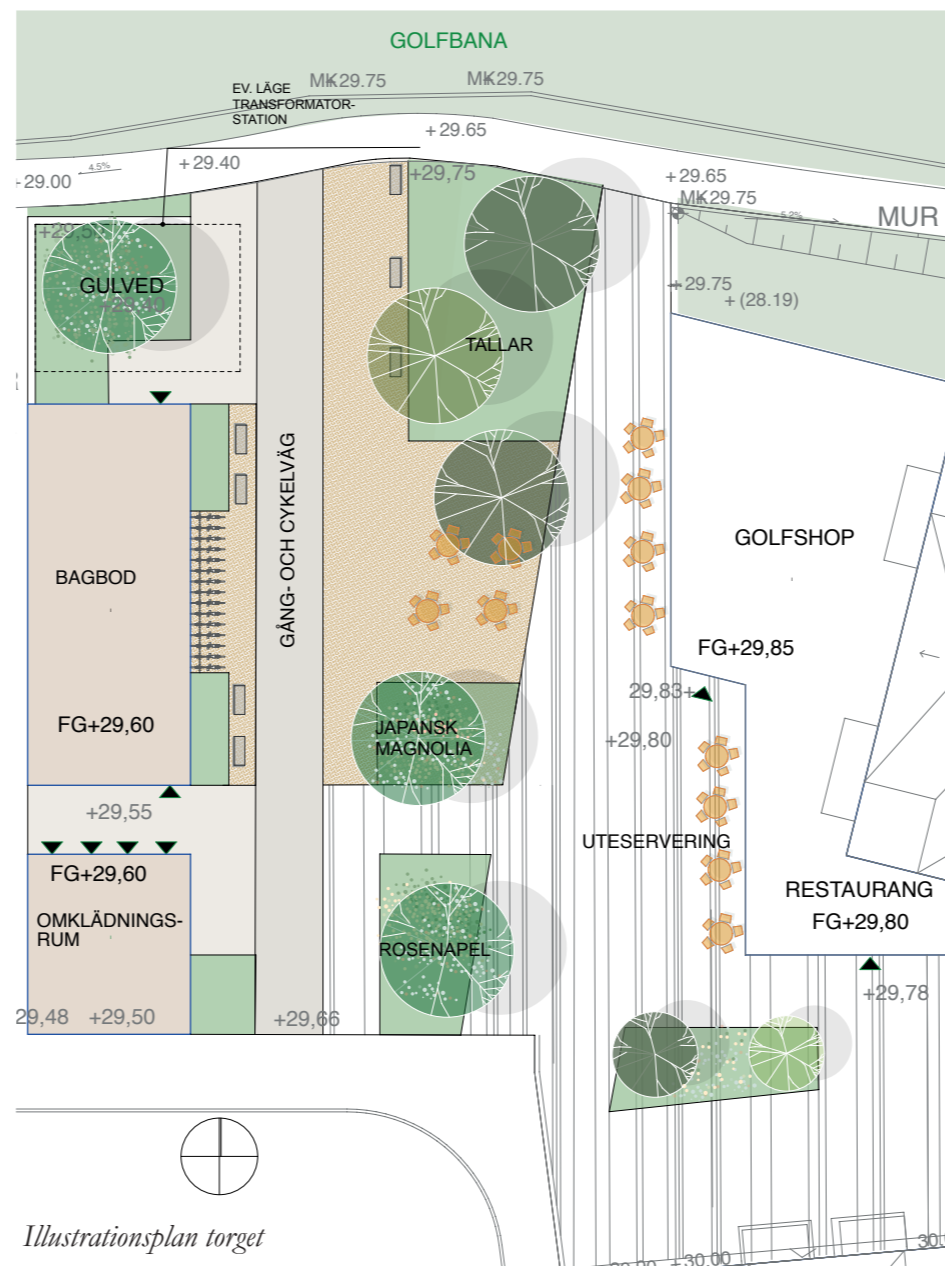 GOLFBANA
EV. LÄGE
TRANSFORMATOR-
STATION
MK29.75
MK29.75
+29.65
+29.40
4.5%
+29.00
+29,75
+29.65
MK29.75
5.2%
MUR
GULVED
+29.40
TALLAR
+29.75
+(28.19)
GÅNG- OCH CYKELVÄG
GOLFSHOP
BAGBOD
FG+29,85
29,83+
FG+29,60
JAPANSK
MAGNOLIA
+29,80
+29,55
UTESERVERING
FG+29,60
OMKLÄDNINGS-
RUM
RESTAURANG
FG+29,80
ROSENAPEL
+29,78
29,48
+29,50
+29,66
+30.00
Illustrationsplan torget